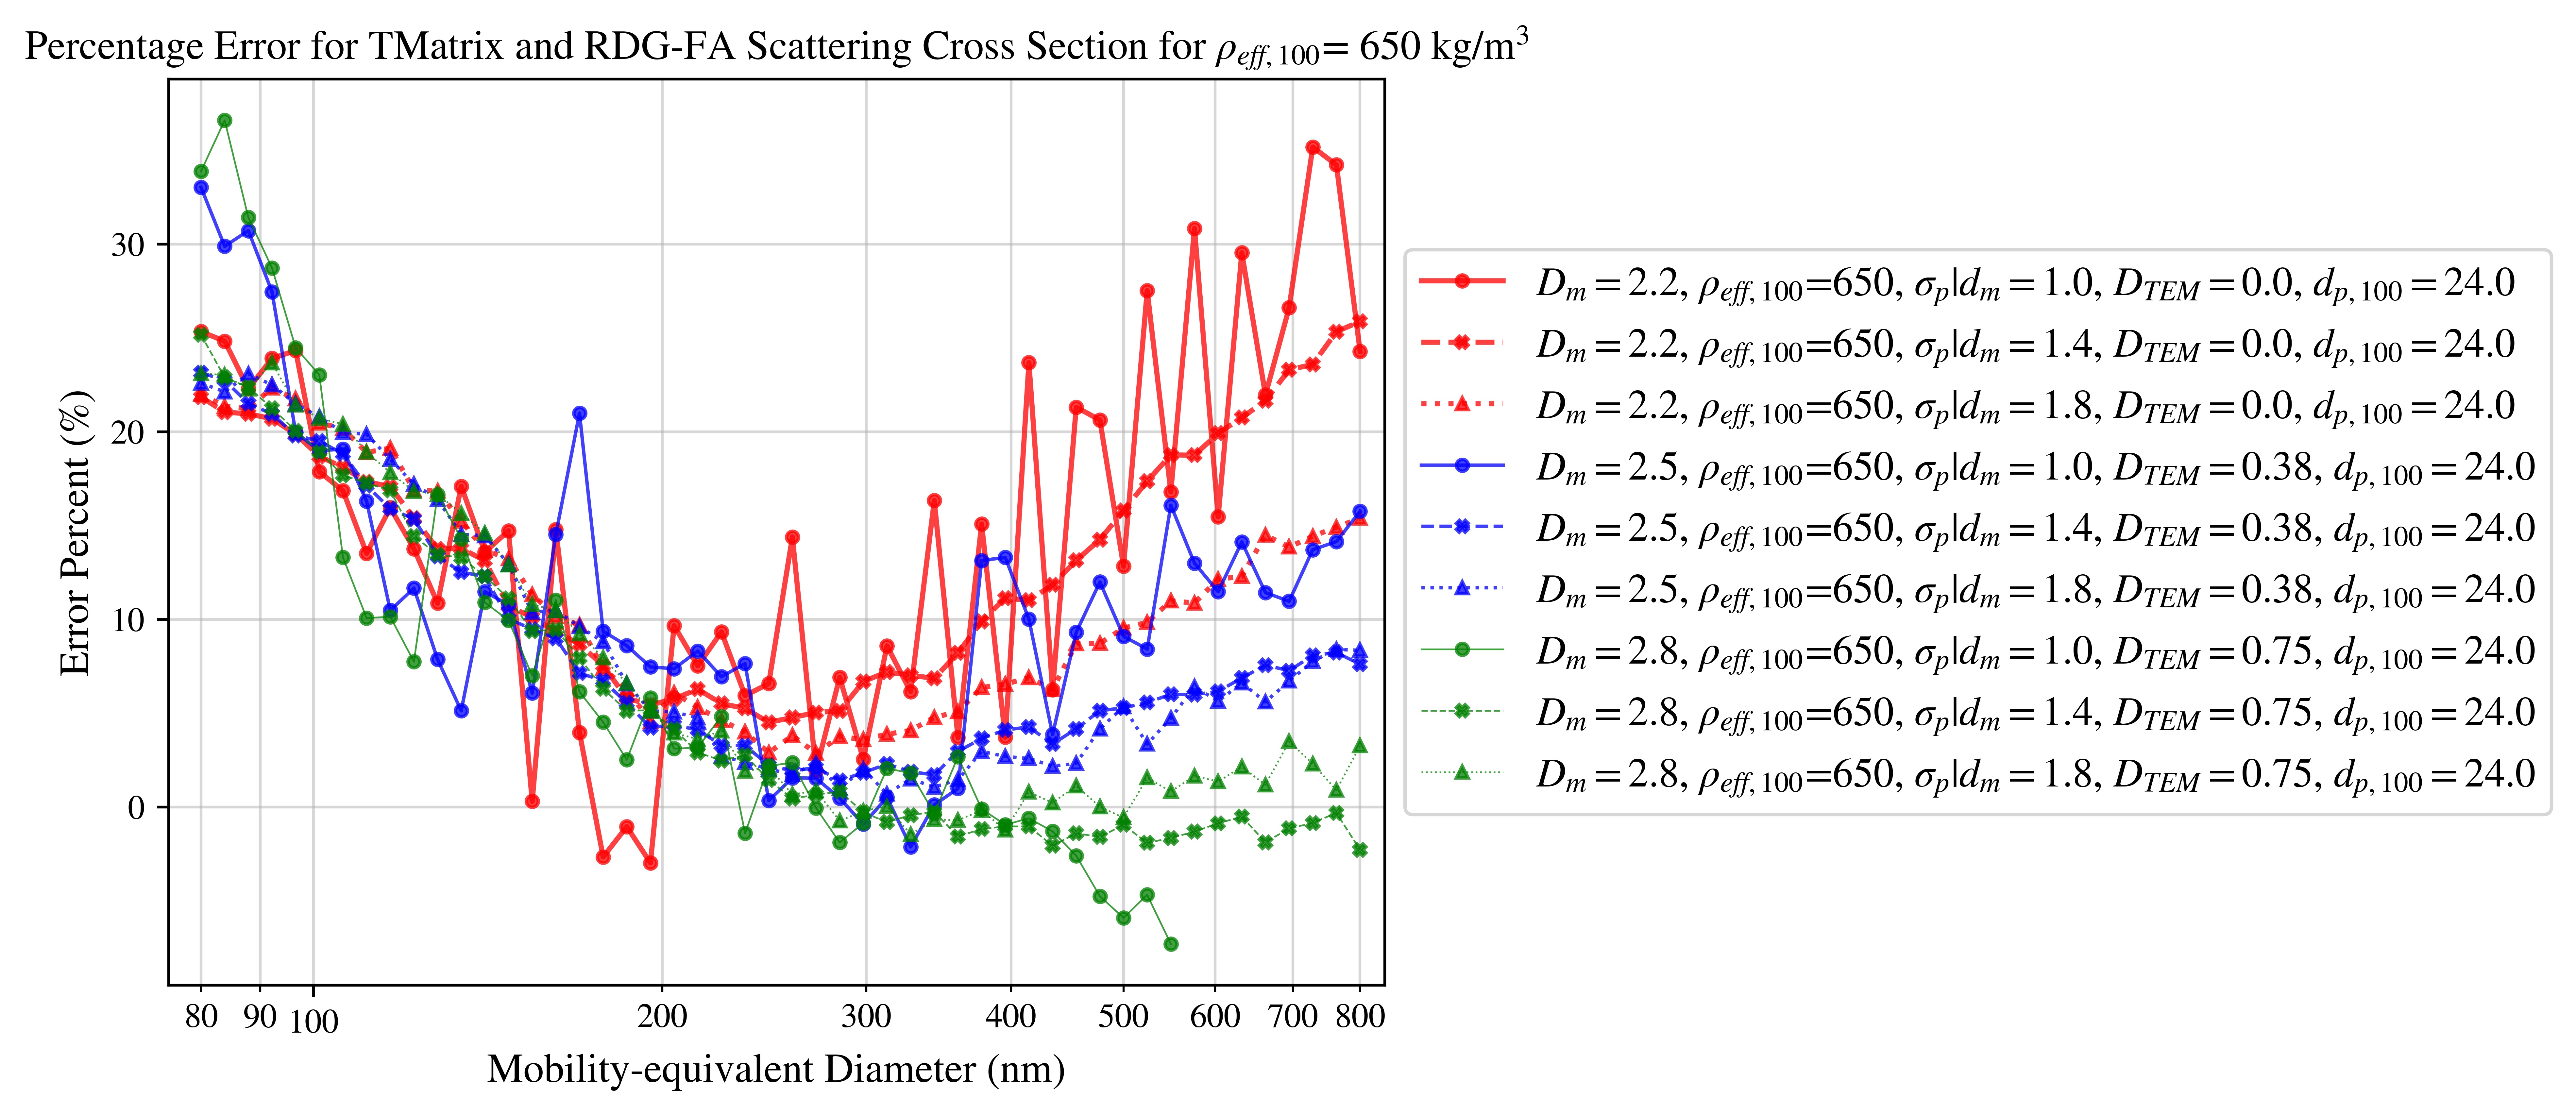 Percentage Error for TMatrix and RDG-FA Scattering Cross Section for ρeff,100= 650 kg/m³
Error Percent (%)
30
20
10
0
80 90 100 200 300 400 500 600 700 800
Mobility-equivalent Diameter (nm)
Dm = 2.2, ρeff,100=650, σp|dm = 1.0, DTEM = 0.0, dp,100 = 24.0
Dm = 2.2, ρeff,100=650, σp|dm = 1.4, DTEM = 0.0, dp,100 = 24.0
Dm = 2.2, ρeff,100=650, σp|dm = 1.8, DTEM = 0.0, dp,100 = 24.0
Dm = 2.5, ρeff,100=650, σp|dm = 1.0, DTEM = 0.38, dp,100 = 24.0
Dm = 2.5, ρeff,100=650, σp|dm = 1.4, DTEM = 0.38, dp,100 = 24.0
Dm = 2.5, ρeff,100=650, σp|dm = 1.8, DTEM = 0.38, dp,100 = 24.0
Dm = 2.8, ρeff,100=650, σp|dm = 1.0, DTEM = 0.75, dp,100 = 24.0
Dm = 2.8, ρeff,100=650, σp|dm = 1.4, DTEM = 0.75, dp,100 = 24.0
Dm = 2.8, ρeff,100=650, σp|dm = 1.8, DTEM = 0.75, dp,100 = 24.0